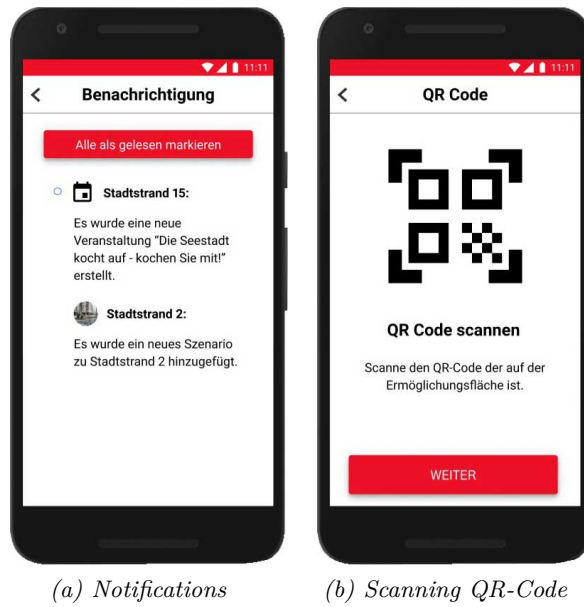 11:11
Benachrichtigung
Alle als gelesen markieren
Stadtstrand 15:
Es wurde eine neue
Veranstaltung "Die Seestadt
kocht auf - kochen Sie mit!"
erstellt.
Stadtstrand 2:
Es wurde ein neues Szenario
zu Stadtstrand 2 hinzugefügt.
(a) Notifications
11:11
QR Code
QR Code scannen
Scanne den QR-Code der auf der
Ermöglichungsfläche ist.
WEITER
(b) Scanning QR-Code